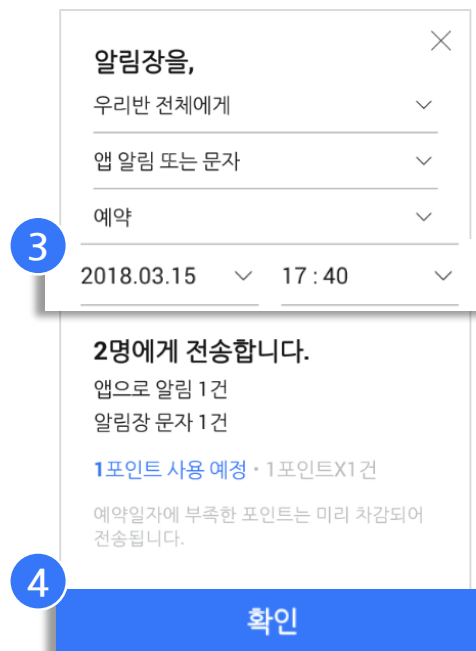 알림장을,
우리반 전체에게
앱 알림 또는 문자
예약
3
2018.03.15 17 : 40
2명에게 전송합니다.
앱으로 알림 1건
알림장 문자 1건
1포인트 사용 예정 · 1포인트X1건
예약일자에 부족한 포인트는 미리 차감되어
전송됩니다.
4
확인